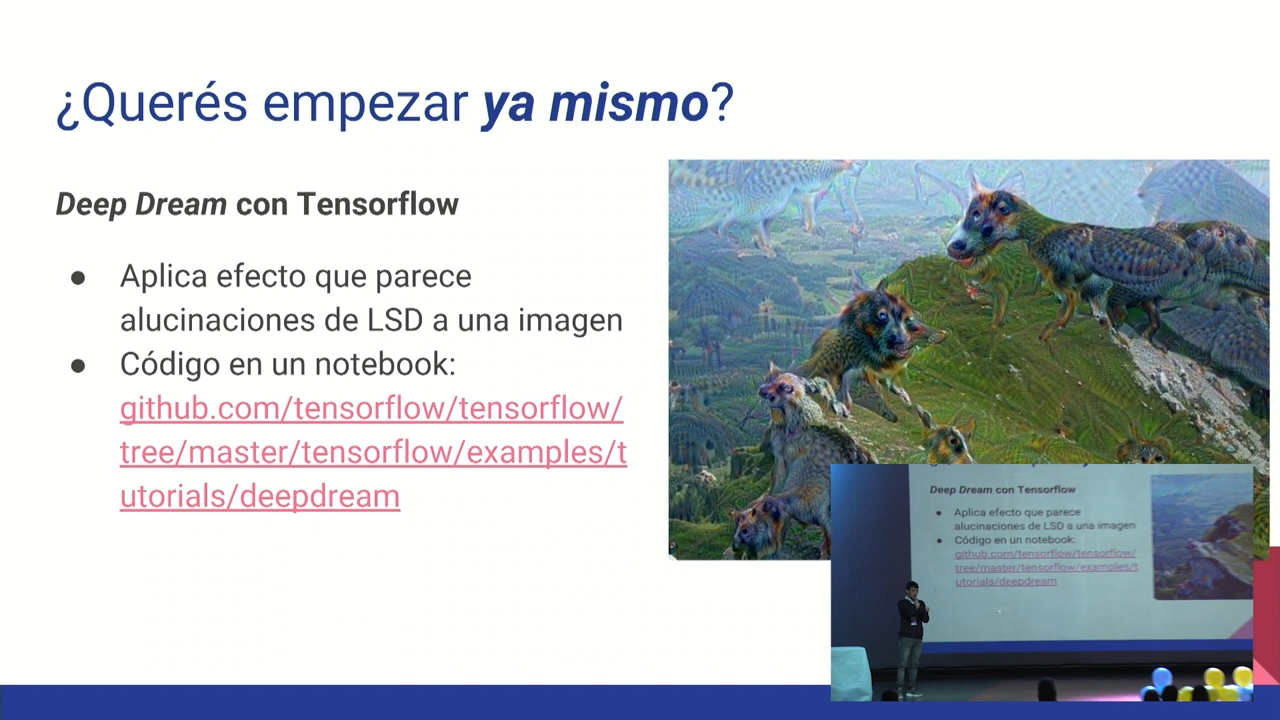 ¿Querés empezar ya mismo?
Deep Dream con Tensorflow
● Aplica efecto que parece
alucinaciones de LSD a una imagen
● Código en un notebook:
github.com/tensorflow/tensorflow/
tree/master/tensorflow/examples/t
utorials/deepdream
Deep Dream con Tensorflow
● Aplica efecto que parece
alucinaciones de LSD a una imagen
● Código en un notebook:
github.com/tensorflow/tensorflow/
tree/master/tensorflow/examples/t
utorials/deepdream